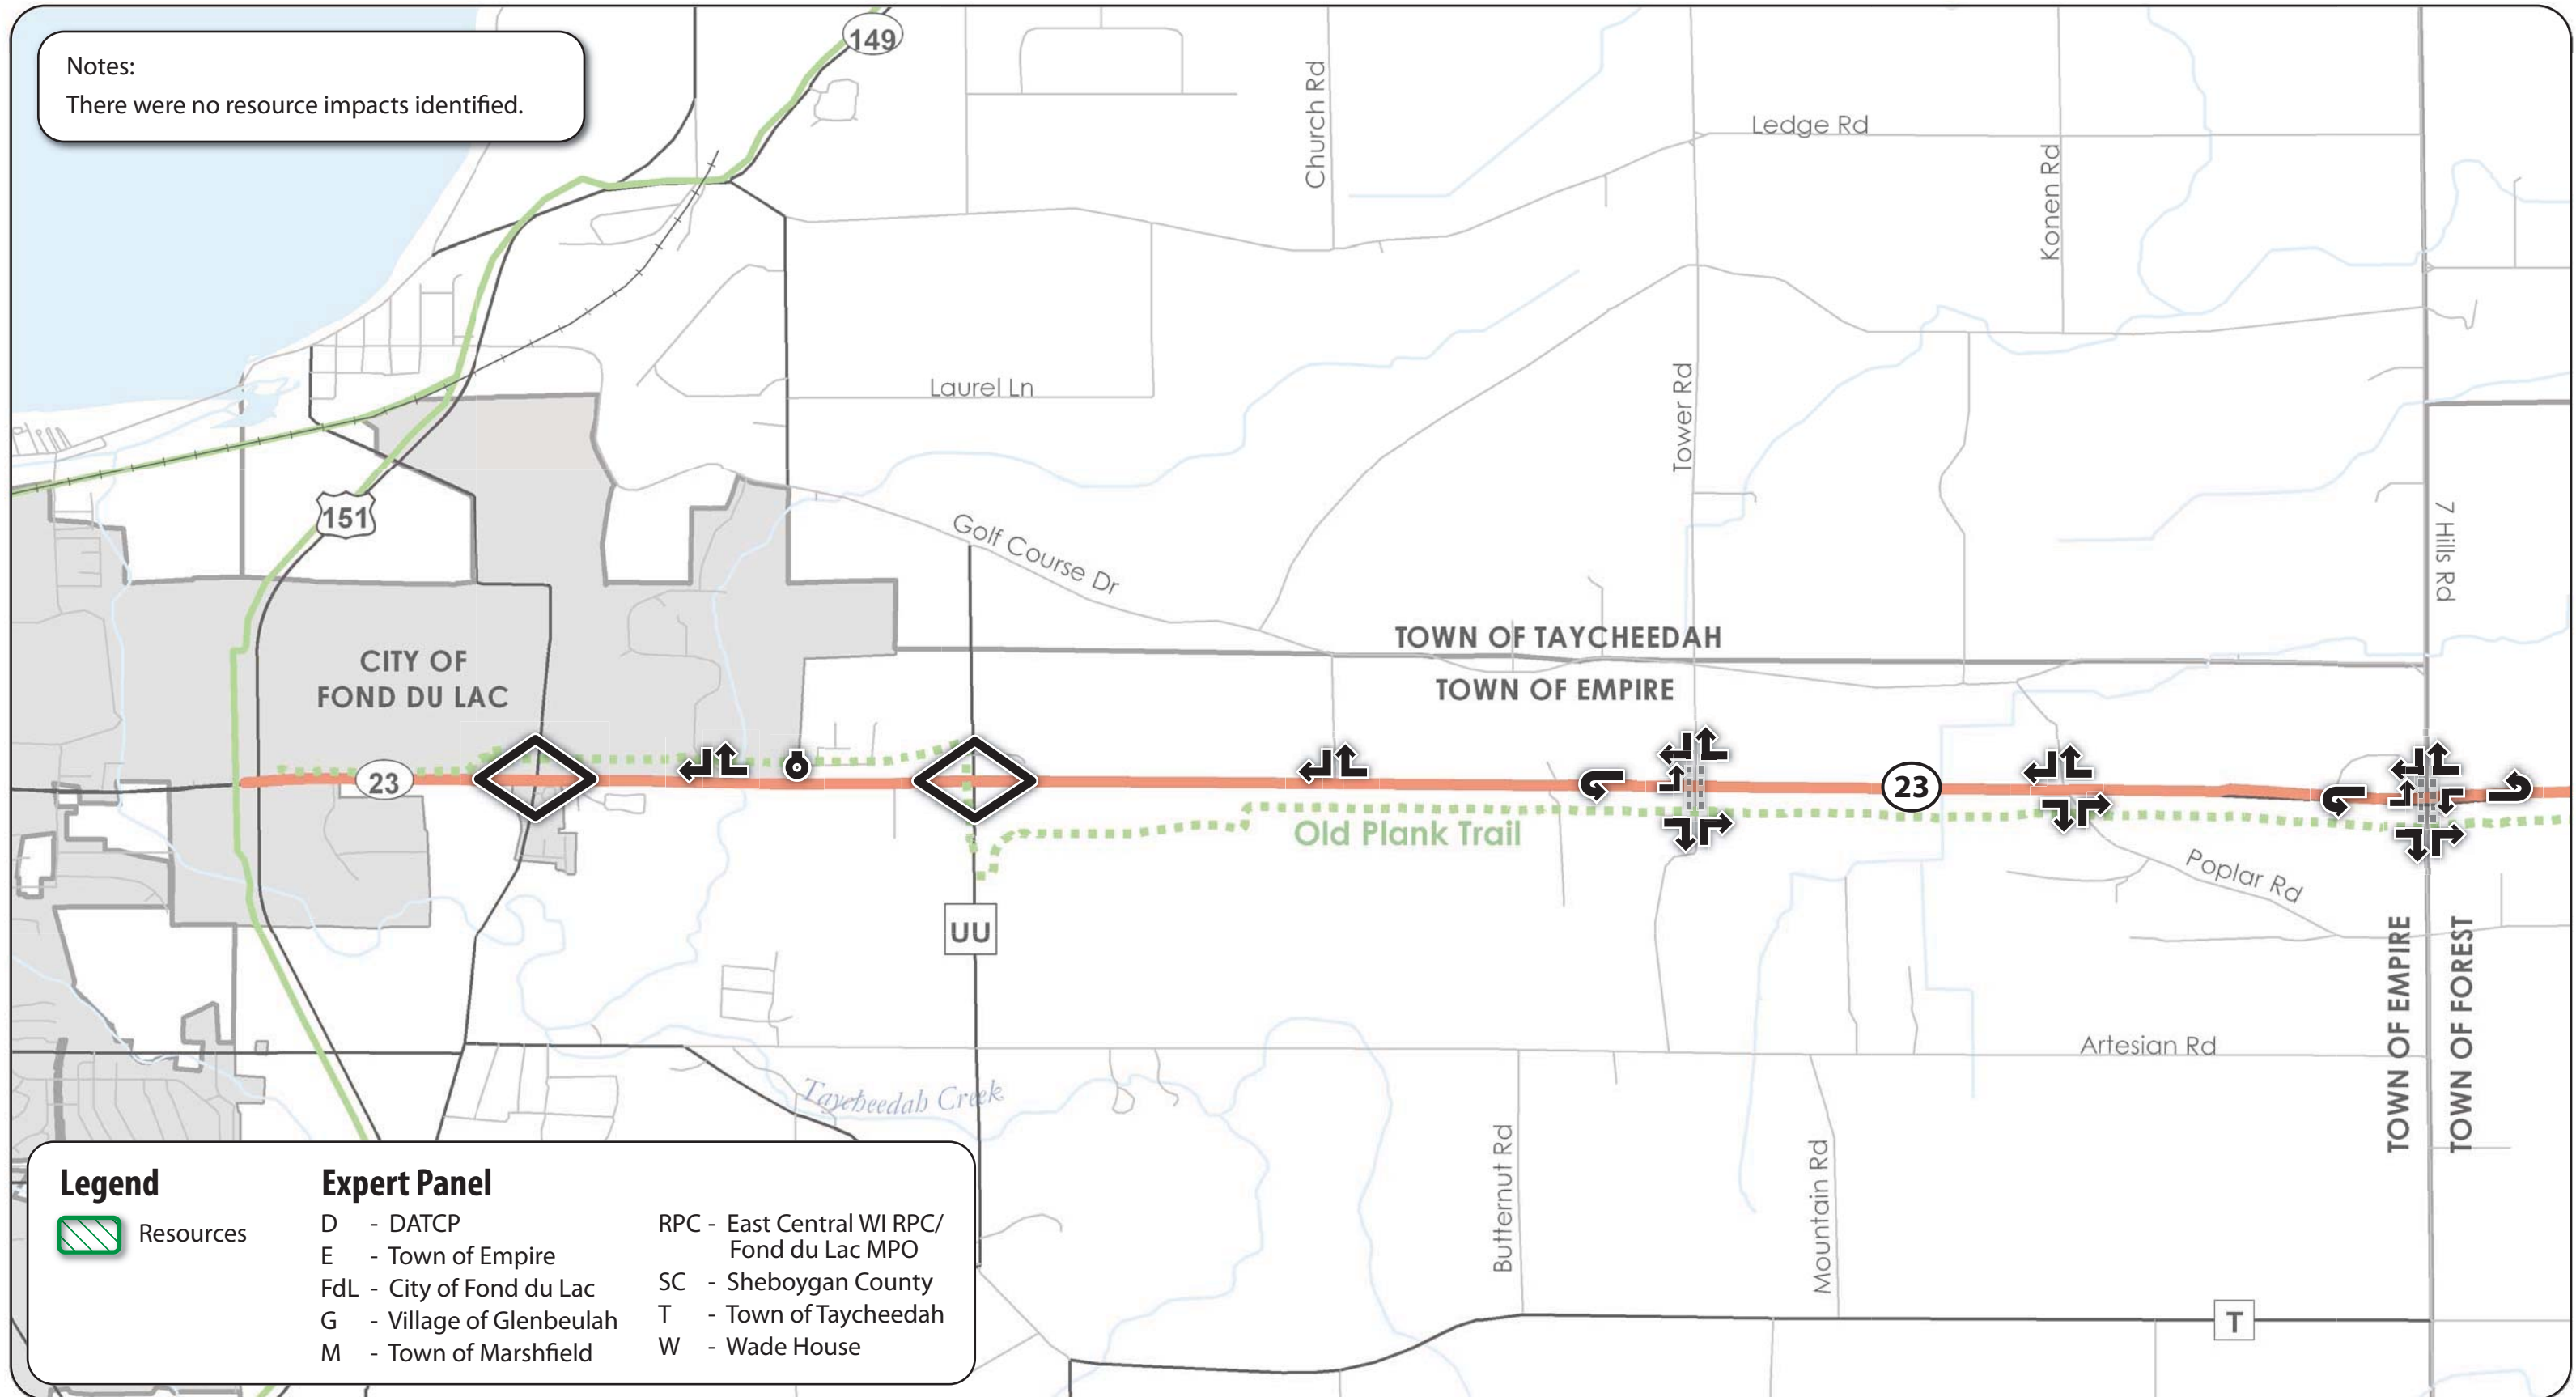 Notes:
There were no resource impacts identified.
149
Church Rd
Ledge Rd
Konen Rd
Laurel Ln
Tower Rd
151
Golf Course Dr
7 Hills Rd
CITY OF
FOND DU LAC
TOWN OF TAYCHEEDAH
TOWN OF EMPIRE
23
23
Old Plank Trail
Poplar Rd
UU
TOWN OF EMPIRE
TOWN OF FOREST
Artesian Rd
Taycheedah Creek
Butternut Rd
Mountain Rd
T
Legend
Resources
Expert Panel
D - DATCP
E - Town of Empire
FdL - City of Fond du Lac
G - Village of Glenbeulah
M - Town of Marshfield
RPC - East Central WI RPC/
Fond du Lac MPO
SC - Sheboygan County
T - Town of Taycheedah
W - Wade House